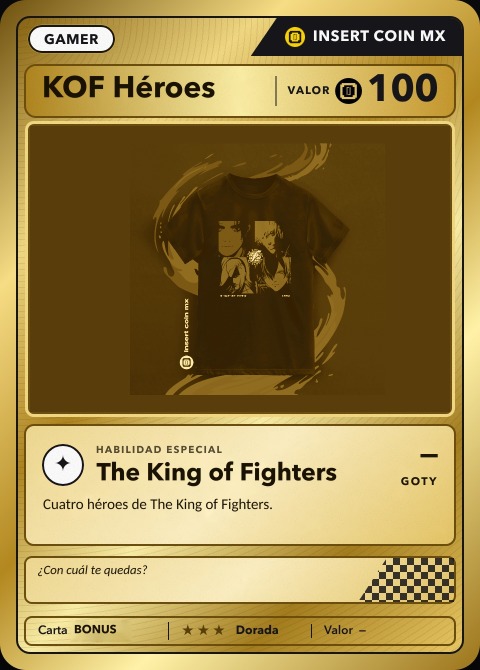 GAMER
INSERT COIN MX
KOF Héroes
VALOR 100
insert coin mx
HABILIDAD ESPECIAL
The King of Fighters
—
GOTY
Cuatro héroes de The King of Fighters.
¿Con cuál te quedas?
Carta BONUS
★★★ Dorada
Valor —